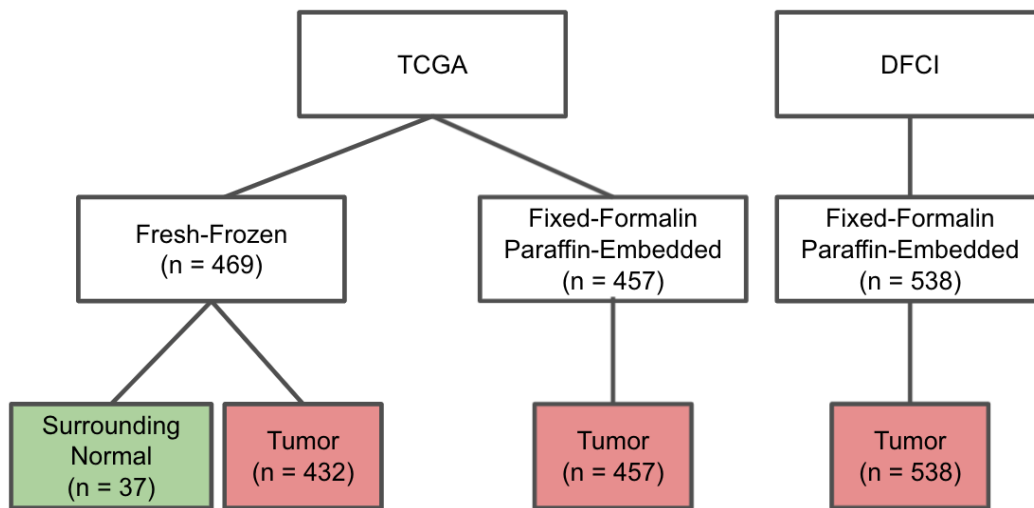 TCGA
DFCI
Fresh-Frozen
(n = 469)
Fixed-Formalin
Paraffin-Embedded
(n = 457)
Fixed-Formalin
Paraffin-Embedded
(n = 538)
Surrounding
Normal
(n = 37)
Tumor
(n = 432)
Tumor
(n = 457)
Tumor
(n = 538)